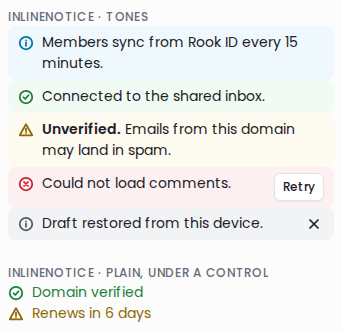 INLINENOTICE · TONES
Members sync from Rook ID every 15
minutes.
Connected to the shared inbox.
Unverified. Emails from this domain
may land in spam.
Could not load comments.
Retry
Draft restored from this device.
INLINENOTICE · PLAIN, UNDER A CONTROL
Domain verified
Renews in 6 days